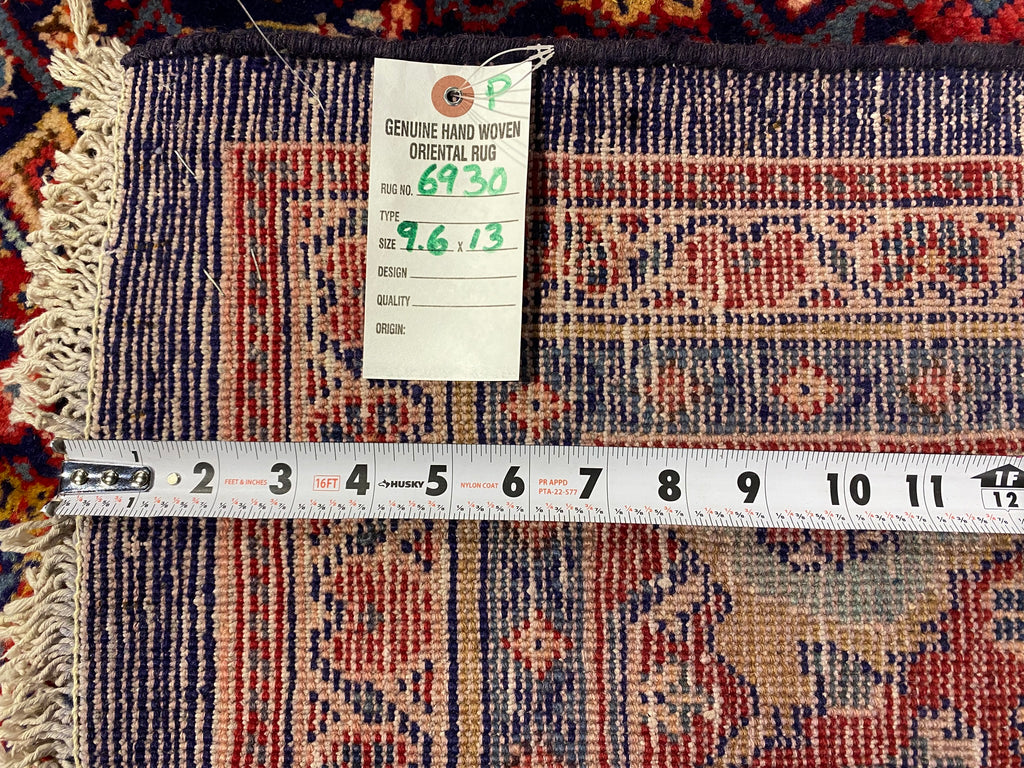 P
GENUINE HAND WOVEN
ORIENTAL RUG
RUG NO. 6930
TYPE
SIZE 9.6 x 13
DESIGN
QUALITY
ORIGIN:
1 2 FEET & INCHES 3 16FT 4 HUSKY 5 NYLON COAT 6 PR APPD PTA-22-577 7 8 9 10 11 1F 12
1